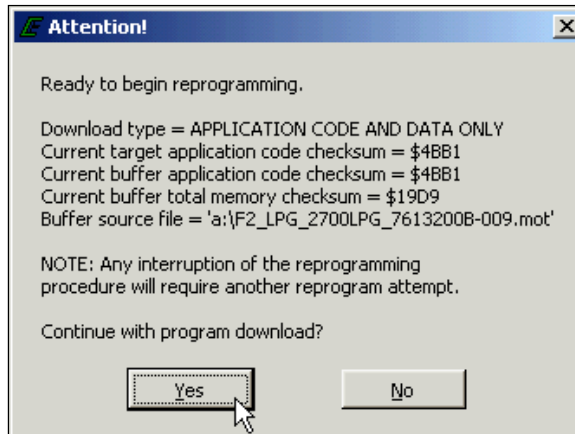 Attention!
Ready to begin reprogramming.
Download type = APPLICATION CODE AND DATA ONLY
Current target application code checksum = $4BB1
Current buffer application code checksum = $4BB1
Current buffer total memory checksum = $19D9
Buffer source file = 'a:\F2_LPG_2700LPG_7613200B-009.mot'
NOTE: Any interruption of the reprogramming
procedure will require another reprogram attempt.
Continue with program download?
Yes No